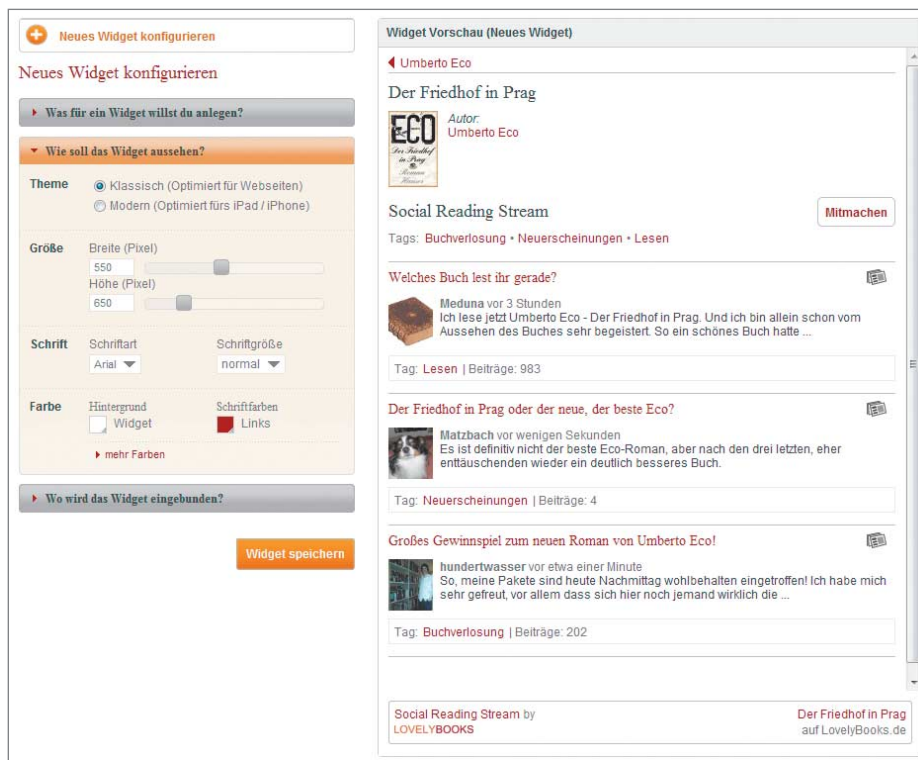 Neues Widget konfigurieren
Neues Widget konfigurieren
Was für ein Widget willst du anlegen?
Wie soll das Widget aussehen?
Theme
Klassisch (Optimiert für Webseiten)
Modern (Optimiert fürs iPad / iPhone)
Größe
Breite (Pixel)
550
Höhe (Pixel)
650
Schrift
Schriftart
Schriftgröße
Arial
normal
Farbe
Hintergrund
Schriftfarben
Widget
Links
mehr Farben
Wo wird das Widget eingebunden?
Widget speichern
Widget Vorschau (Neues Widget)
Umberto Eco
Der Friedhof in Prag
ECO
Der Friedhof
in Prag
Roman
Hanser
Autor:
Umberto Eco
Social Reading Stream
Mitmachen
Tags: Buchverlosung • Neuerscheinungen • Lesen
Welches Buch lest ihr gerade?
Meduna vor 3 Stunden
Ich lese jetzt Umberto Eco - Der Friedhof in Prag. Und ich bin allein schon vom
Aussehen des Buches sehr begeistert. So ein schönes Buch hatte ...
Tag: Lesen | Beiträge: 983
Der Friedhof in Prag oder der neue, der beste Eco?
Matzbach vor wenigen Sekunden
Es ist definitiv nicht der beste Eco-Roman, aber nach den drei letzten, eher
enttäuschenden wieder ein deutlich besseres Buch.
Tag: Neuerscheinungen | Beiträge: 4
Großes Gewinnspiel zum neuen Roman von Umberto Eco!
hundertwasser vor etwa einer Minute
So, meine Pakete sind heute Nachmittag wohlbehalten eingetroffen! Ich habe mich
sehr gefreut, vor allem dass sich hier noch jemand wirklich die ...
Tag: Buchverlosung | Beiträge: 202
Social Reading Stream by
LOVELYBOOKS
Der Friedhof in Prag
auf LovelyBooks.de